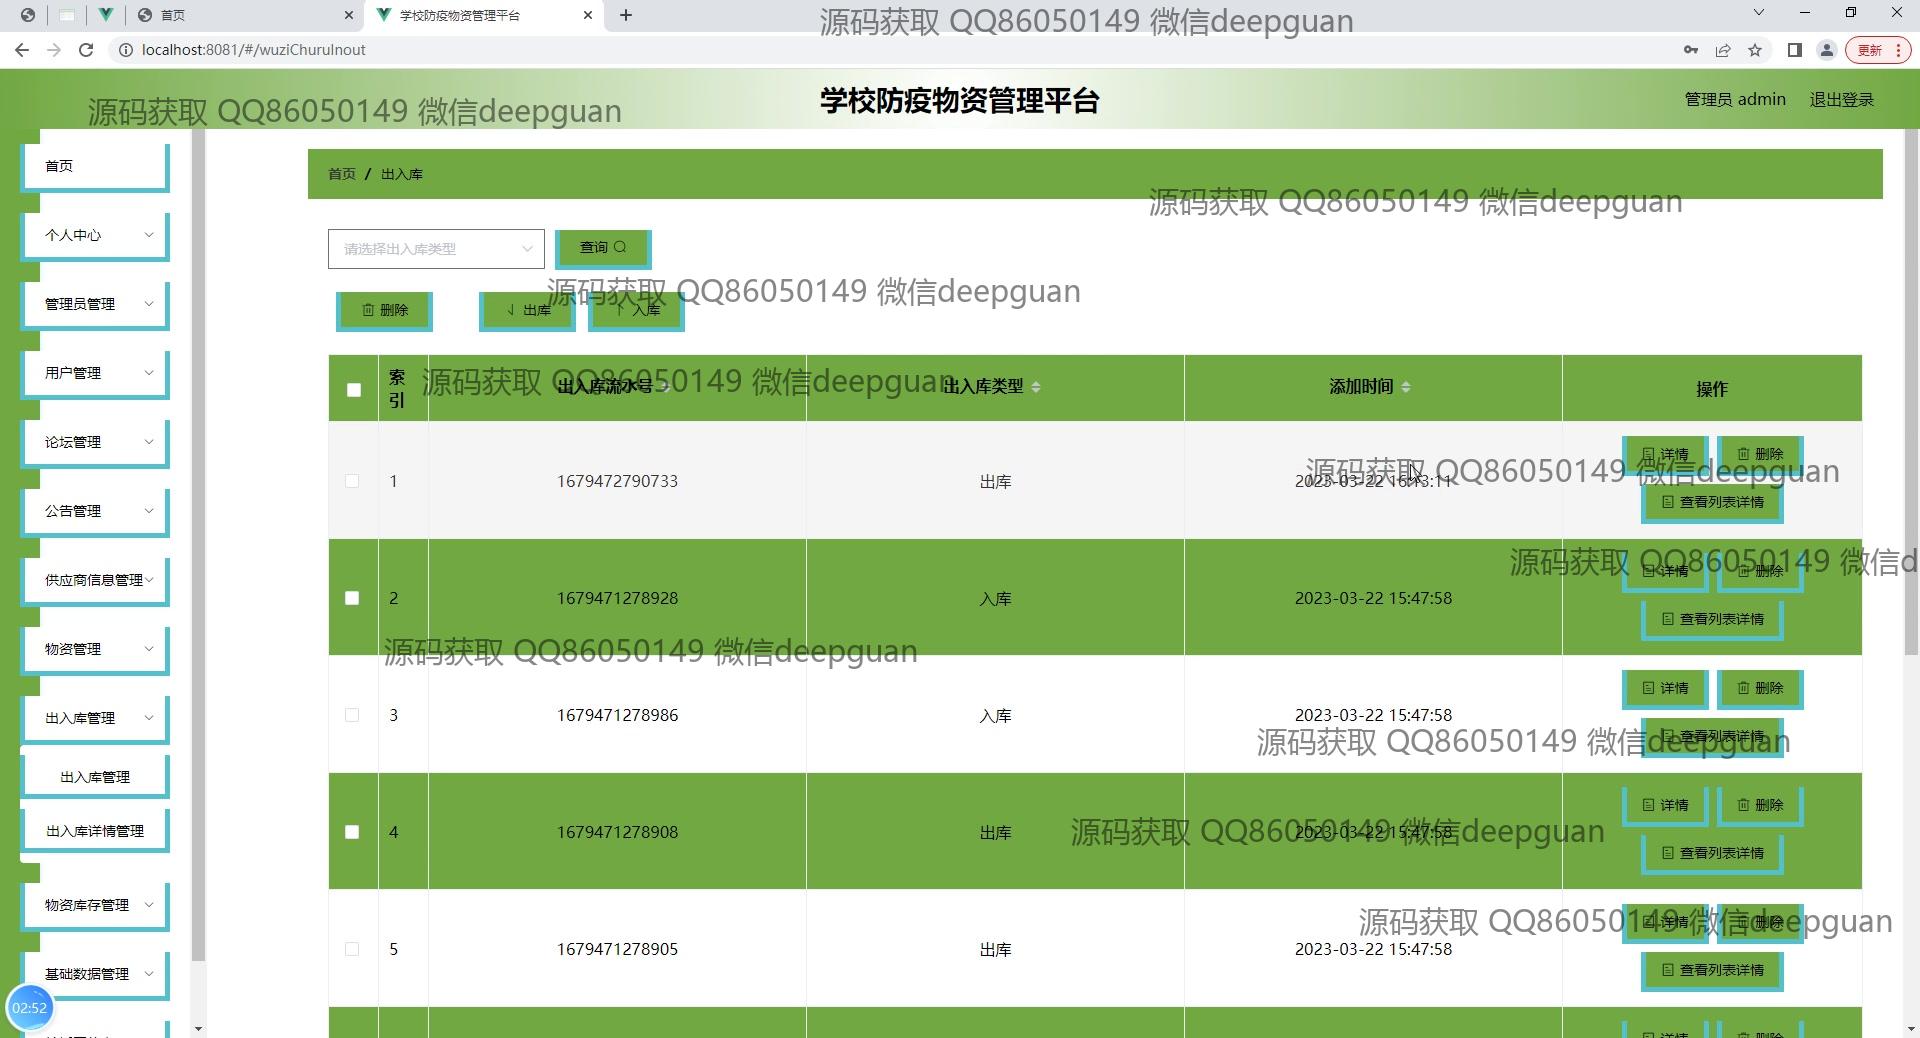 首页
学校防疫物资管理平台
源码获取 QQ86050149 微信deepguan
localhost:8081/#/wuziChuruInout
更新
源码获取 QQ86050149 微信deepguan
学校防疫物资管理平台
管理员 admin
退出登录
首页
个人中心
管理员管理
用户管理
论坛管理
公告管理
供应商信息管理
物资管理
出入库管理
出入库管理
出入库详情管理
物资库存管理
基础数据管理
02:52
首页 / 出入库
源码获取 QQ86050149 微信deepguan
请选择出入库类型
查询
源码获取 QQ86050149 微信deepguan
删除 出库 入库
索引 出入库流水号 出入库类型 添加时间 操作
源码获取 QQ86050149 微信deepguan
1 1679472790733 出库 2023-03-22 16:13:11 详情 删除
源码获取 QQ86050149 微信deepguan
查看列表详情
源码获取 QQ86050149 微信d
2 1679471278928 入库 2023-03-22 15:47:58 详情 删除
查看列表详情
源码获取 QQ86050149 微信deepguan
3 1679471278986 入库 2023-03-22 15:47:58 详情 删除
查看列表详情
源码获取 QQ86050149 微信deepguan
4 1679471278908 出库 2023-03-22 15:47:58 详情 删除
源码获取 QQ86050149 微信deepguan
查看列表详情
5 1679471278905 出库 2023-03-22 15:47:58 详情 删除
源码获取 QQ86050149 微信deepguan
查看列表详情